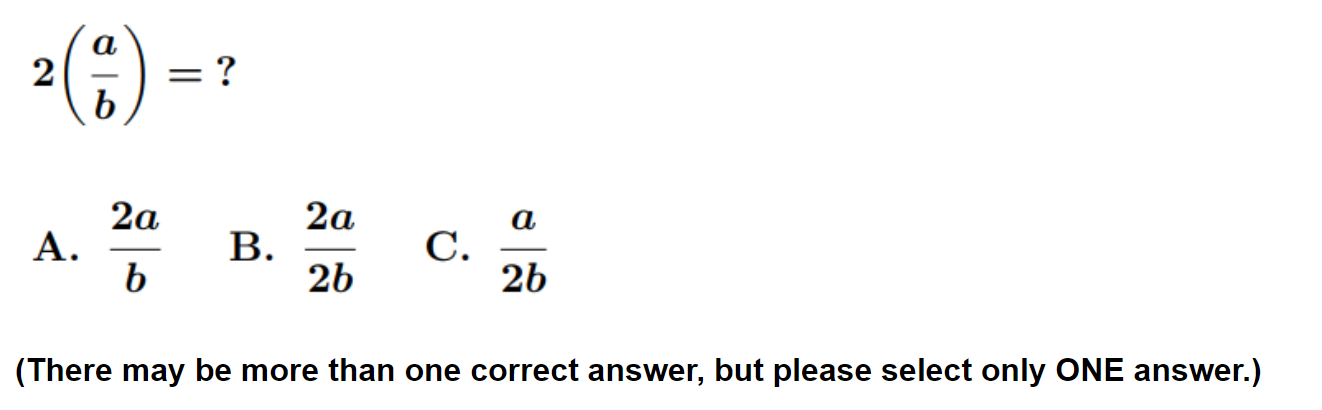 2(a/b) = ?
A. 2a/b B. 2a/2b C. a/2b
(There may be more than one correct answer, but please select only ONE answer.)